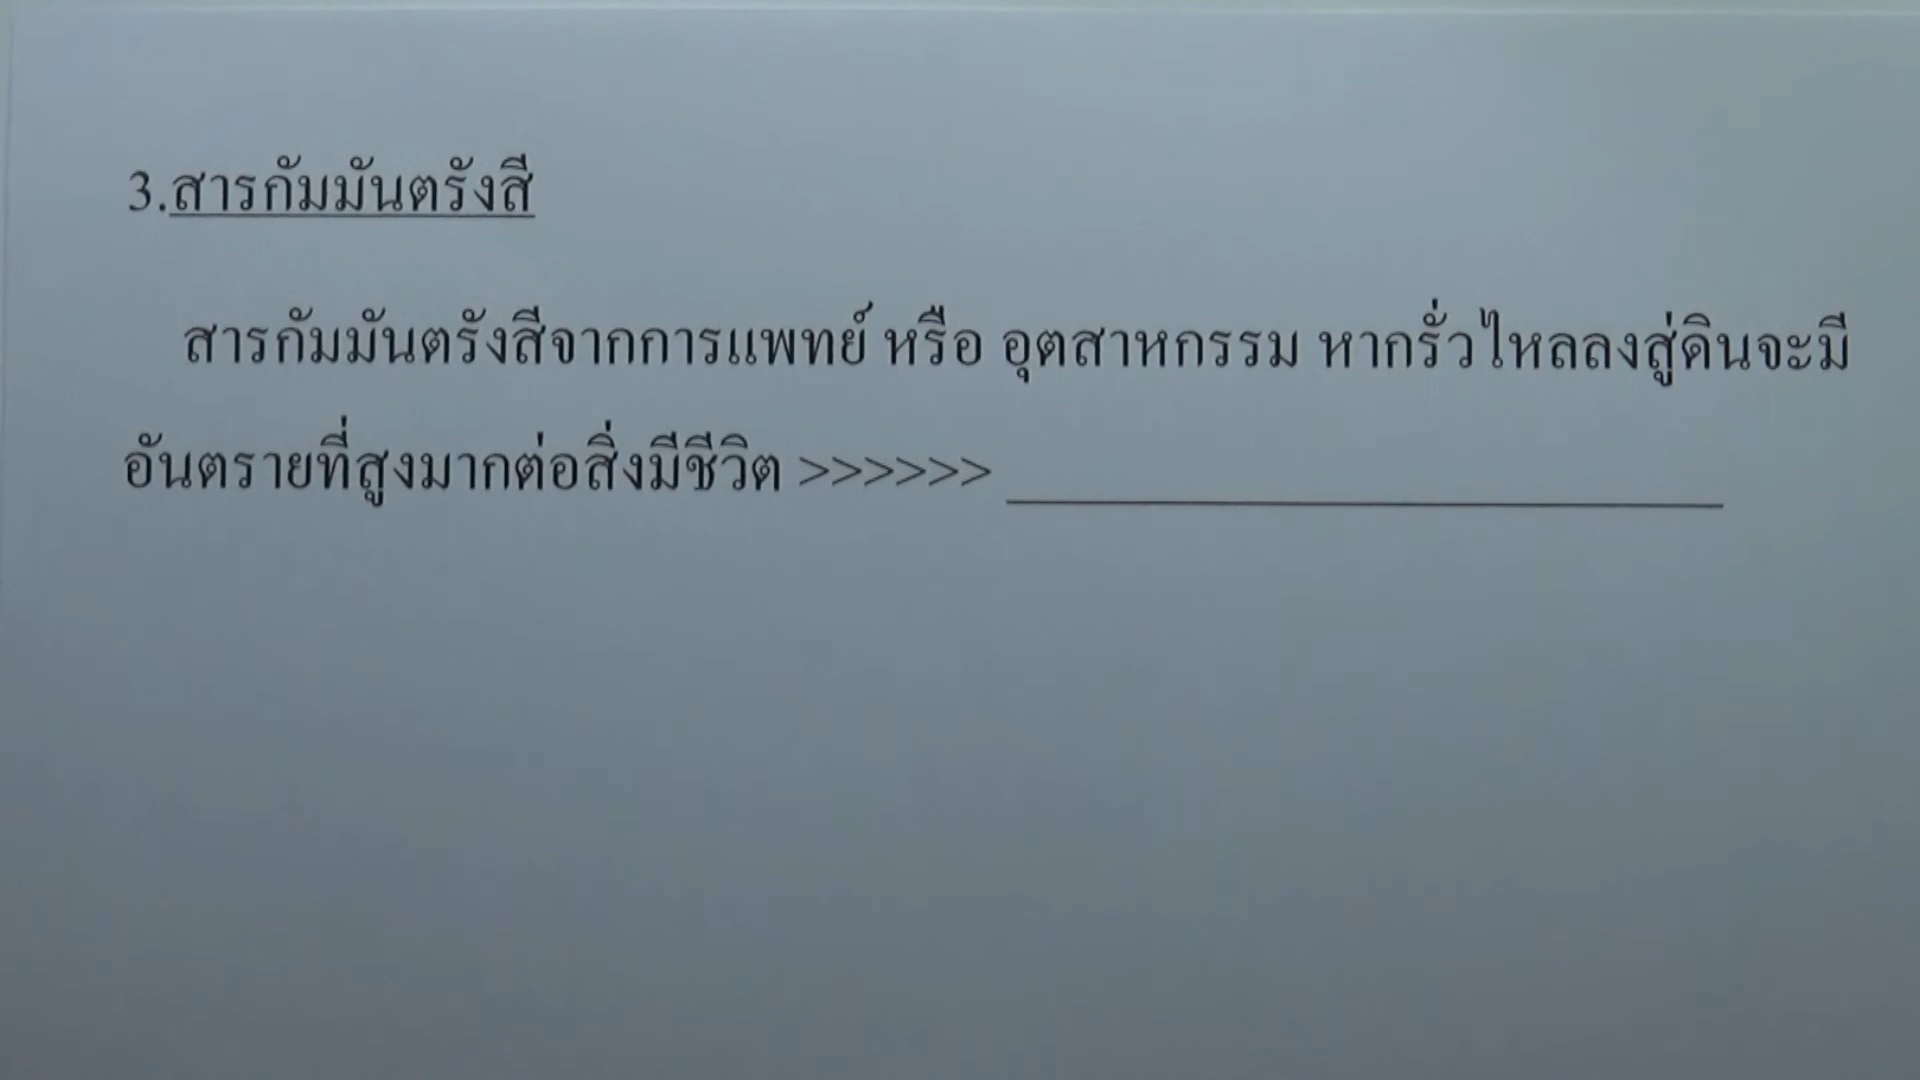 3.สารกัมมันตรังสี
สารกัมมันตรังสีจากการแพทย์ หรือ อุตสาหกรรม หากรั่วไหลลงสู่ดินจะมี
อันตรายที่สูงมากต่อสิ่งมีชีวิต >>>>>> ____________________